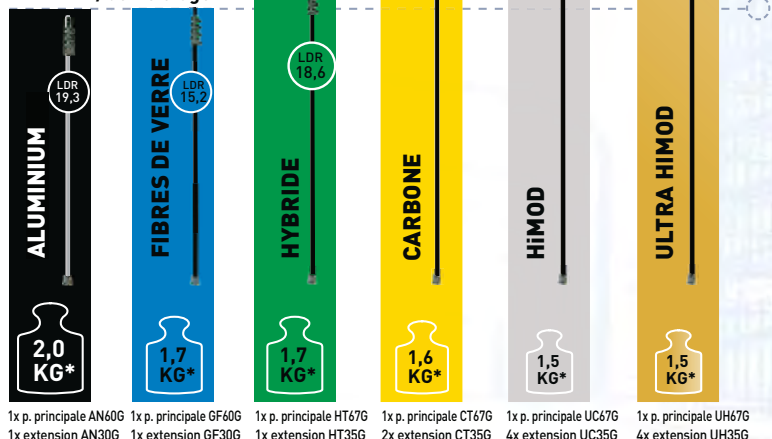 LDR
19,3
LDR
15,2
LDR
18,6
ALUMINIUM
FIBRES DE VERRE
HYBRIDE
CARBONE
HiMOD
ULTRA HIMOD
2,0
KG*
1,7
KG*
1,7
KG*
1,6
KG*
1,5
KG*
1,5
KG*
1x p. principale AN60G
1x extension AN30G
1x p. principale GF60G
1x extension GF30G
1x p. principale HT67G
1x extension HT35G
1x p. principale CT67G
2x extension CT35G
1x p. principale UC67G
4x extension UC35G
1x p. principale UH67G
4x extension UH35G